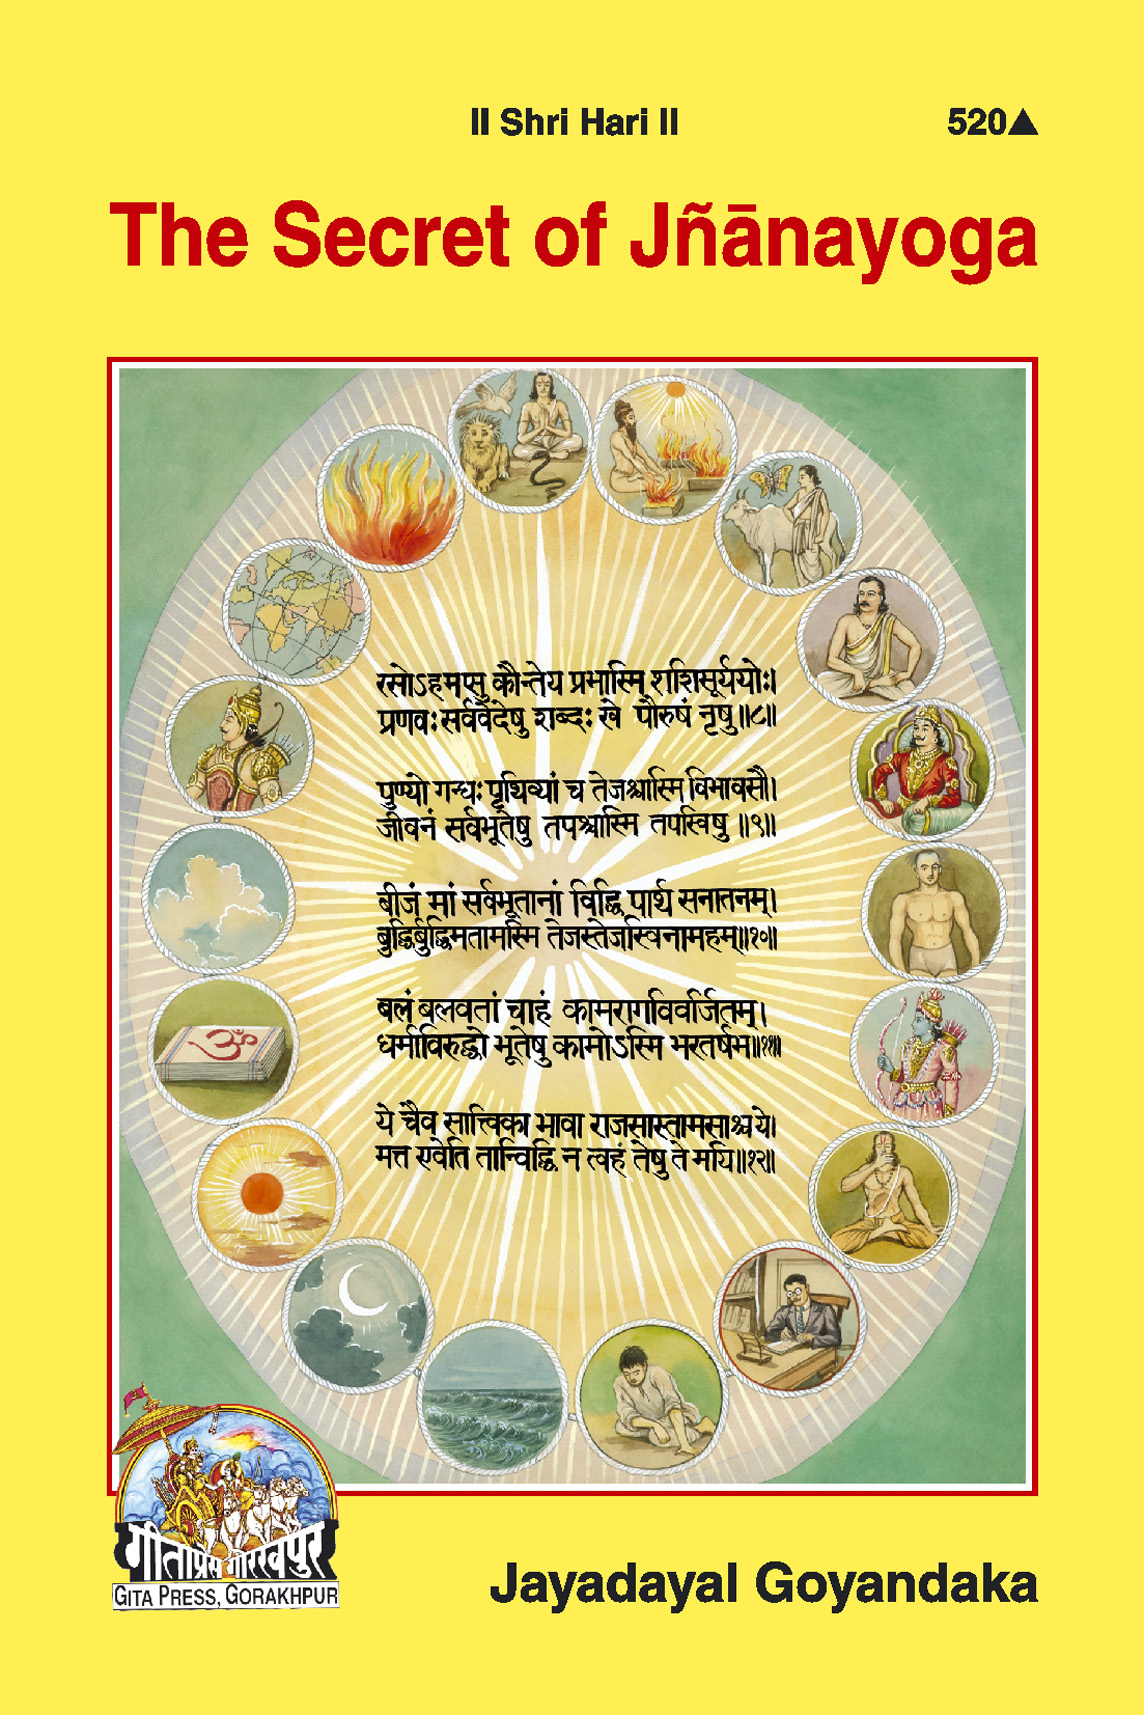 ॥ Shri Hari ॥ 520▲
The Secret of Jñānayoga
रसोऽहमप्सु कौन्तेय प्रभास्मि शशिसूर्ययोः।
प्रणवः सर्ववेदेषु शब्दः खे पौरुषं नृषु॥८॥
पुण्यो गन्धः पृथिव्यां च तेजश्चास्मि विभावसौ।
जीवनं सर्वभूतेषु तपश्चास्मि तपस्विषु॥९॥
बीजं मां सर्वभूतानां विद्धि पार्थ सनातनम्।
बुद्धिर्बुद्धिमतामस्मि तेजस्तेजस्विनामहम्॥१०॥
बलं बलवतां चाहं कामरागविवर्जितम्।
धर्माविरुद्धो भूतेषु कामोऽस्मि भरतर्षभ॥११॥
ये चैव सात्त्विका भावा राजसास्तामसाश्च ये।
मत्त एवेति तान्विद्धि न त्वहं तेषु ते मयि॥१२॥
ॐ
गीताप्रेस गोरखपुर
GITA PRESS, GORAKHPUR
Jayadayal Goyandaka